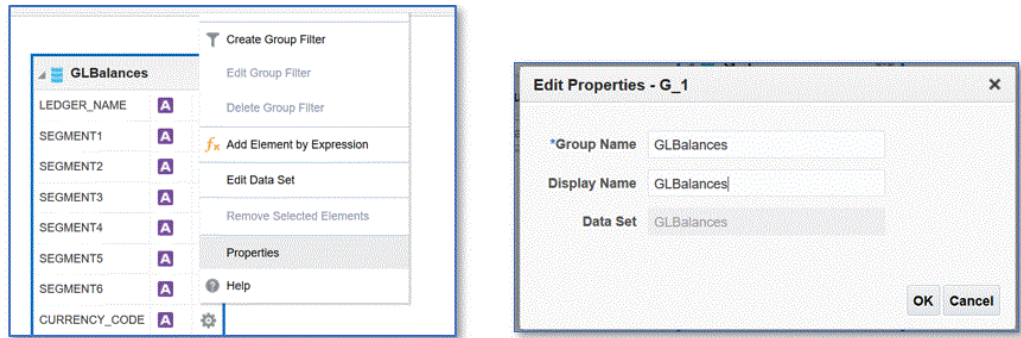 GLBalances
LEDGER_NAME A
SEGMENT1 A
SEGMENT2 A
SEGMENT3 A
SEGMENT4 A
SEGMENT5 A
SEGMENT6 A
CURRENCY_CODE A
Create Group Filter
Edit Group Filter
Delete Group Filter
fx Add Element by Expression
Edit Data Set
Remove Selected Elements
Properties
? Help
Edit Properties - G_1
*Group Name GLBalances
Display Name GLBalances
Data Set GLBalances
OK Cancel